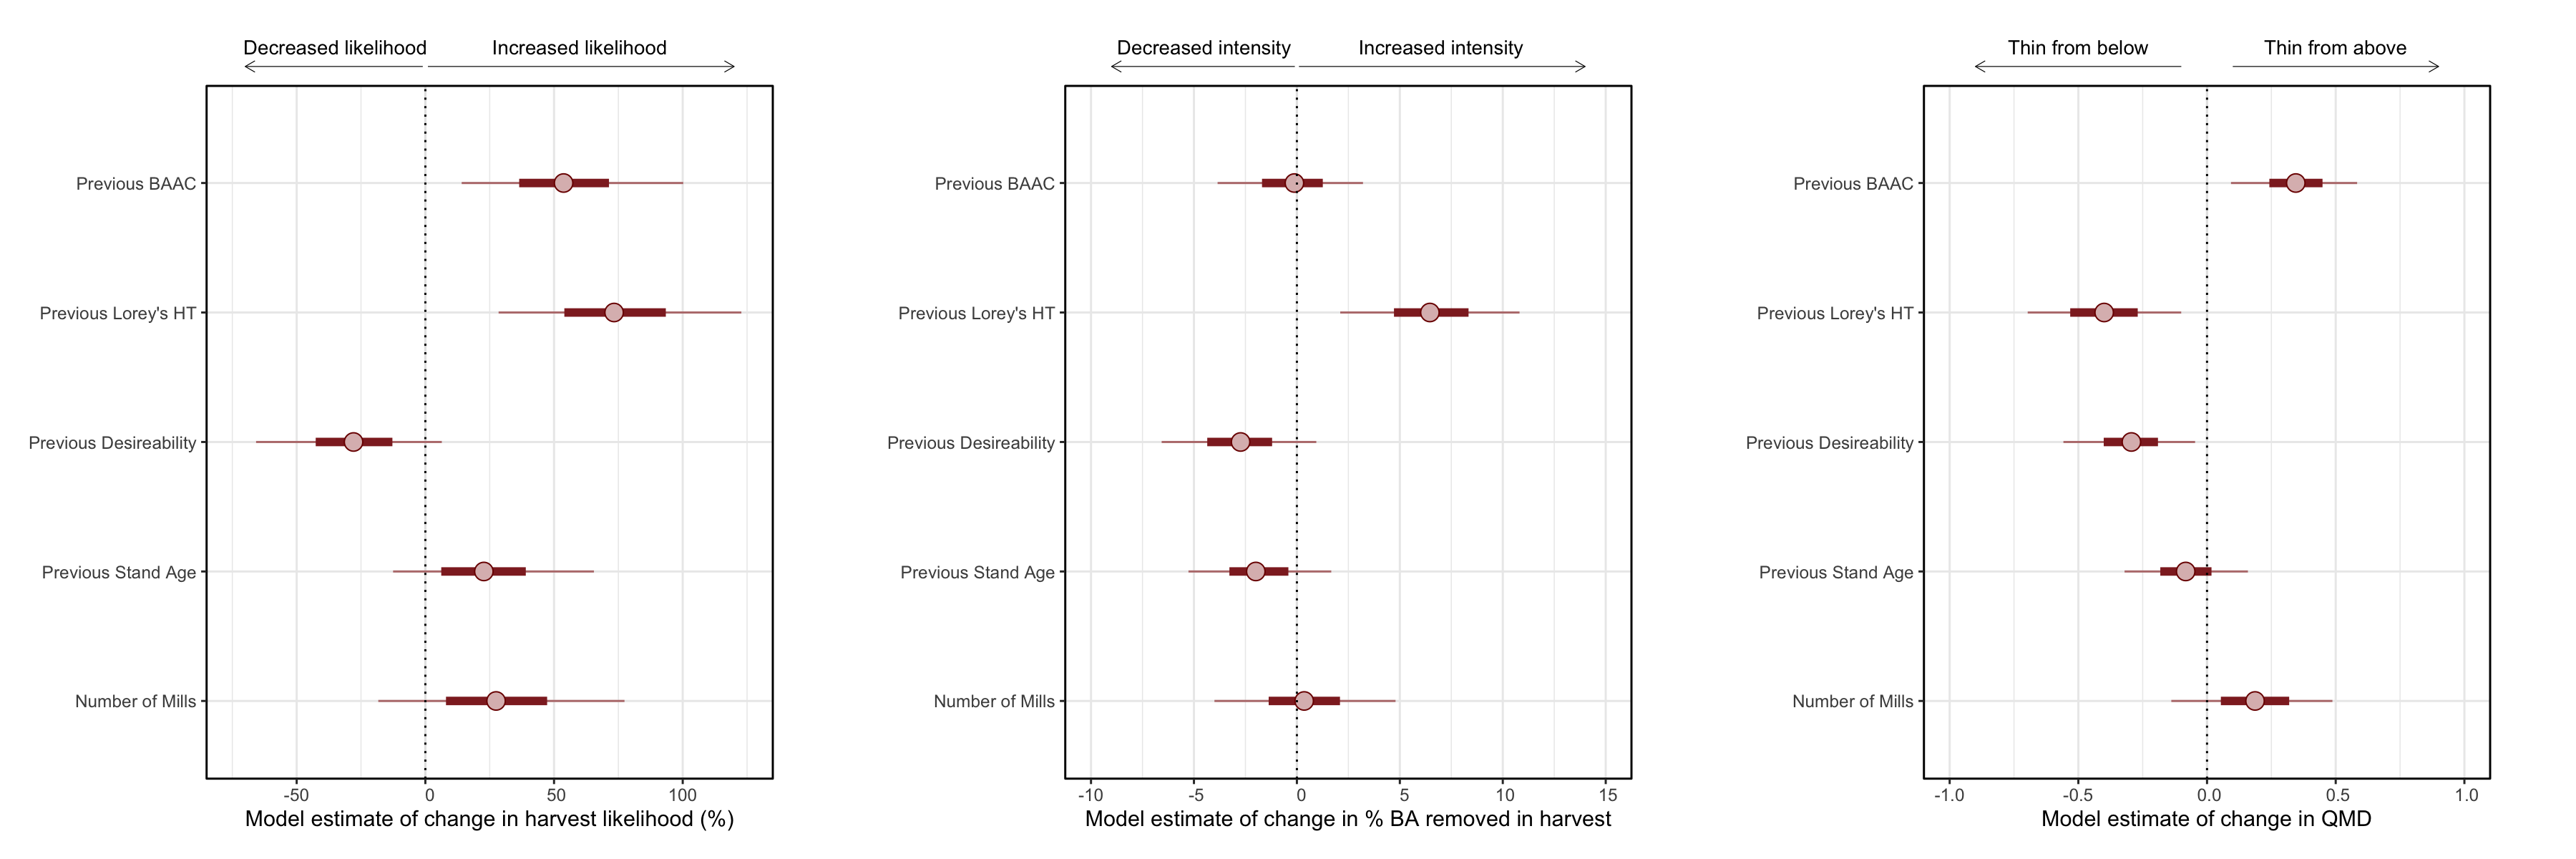 Decreased likelihood Increased likelihood
Previous BAAC
Previous Lorey's HT
Previous Desireability
Previous Stand Age
Number of Mills
-50 0 50 100
Model estimate of change in harvest likelihood (%)
Decreased intensity Increased intensity
Previous BAAC
Previous Lorey's HT
Previous Desireability
Previous Stand Age
Number of Mills
-10 -5 0 5 10 15
Model estimate of change in % BA removed in harvest
Thin from below Thin from above
Previous BAAC
Previous Lorey's HT
Previous Desireability
Previous Stand Age
Number of Mills
-1.0 -0.5 0.0 0.5 1.0
Model estimate of change in QMD